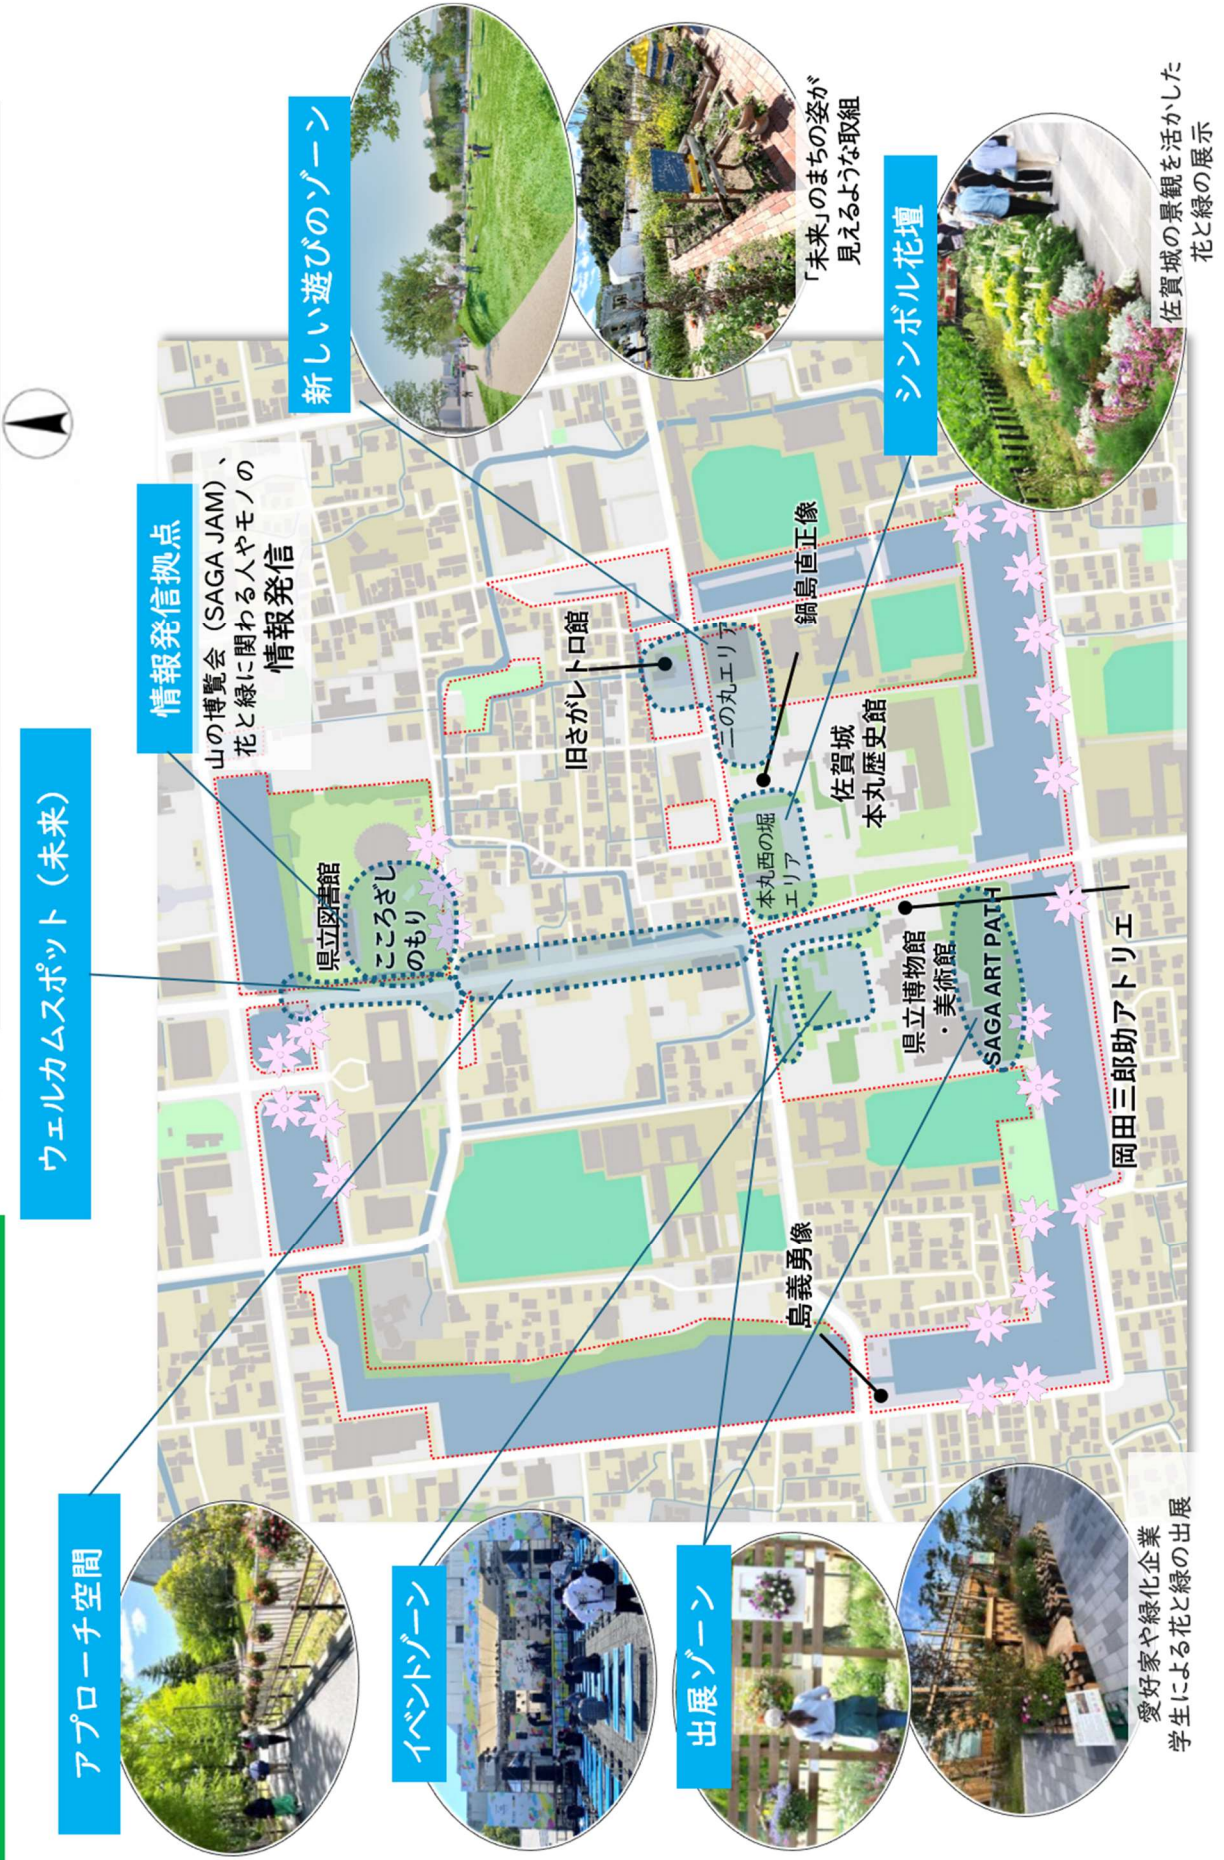 ウェルカムスポット（未来）
情報発信拠点
山の博覧会（SAGA JAM）、
花と緑に関わる人やモノの
情報発信
新しい遊びのゾーン
「未来」のまちの姿が
見えるような取組
シンボル花壇
佐賀城の景観を活かした
花と緑の展示
アプローチ空間
イベントゾーン
出展ゾーン
愛好家や緑化企業
学生による花と緑の出展
県立図書館
こころざし
のもり
旧さがレトロ館
二の丸エリア
鍋島直正像
本丸西の堀
エリア
佐賀城
本丸歴史館
県立博物館
・美術館
SAGA ART PATH
岡田三郎助アトリエ
島義勇像